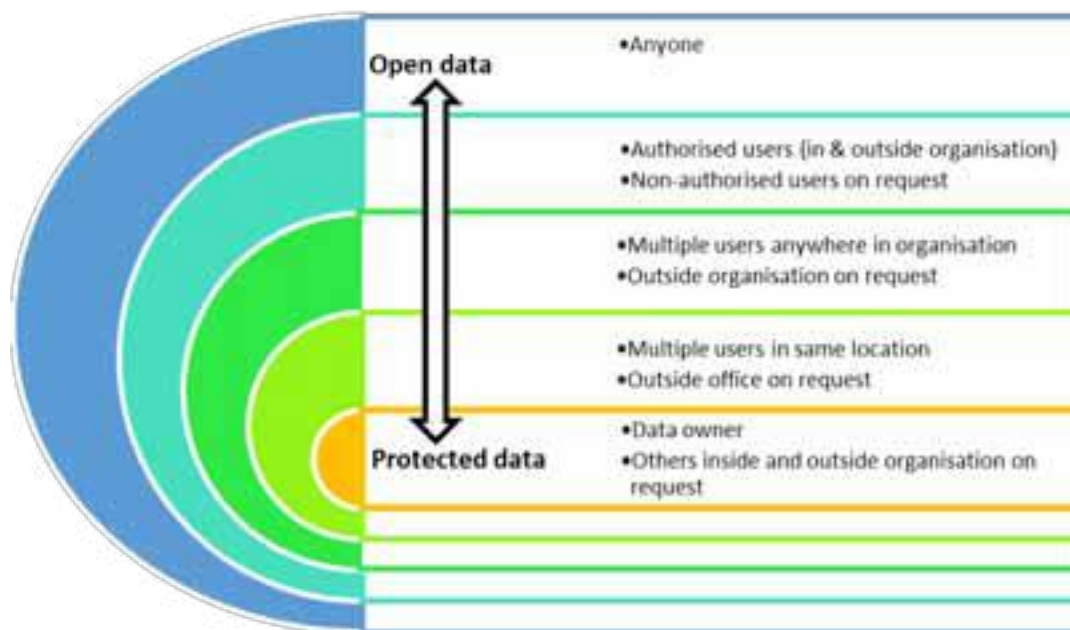 •Anyone
Open data
•Authorised users (in & outside organisation)
•Non-authorised users on request
•Multiple users anywhere in organisation
•Outside organisation on request
•Multiple users in same location
•Outside office on request
•Data owner
Protected data
•Others inside and outside organisation on
request